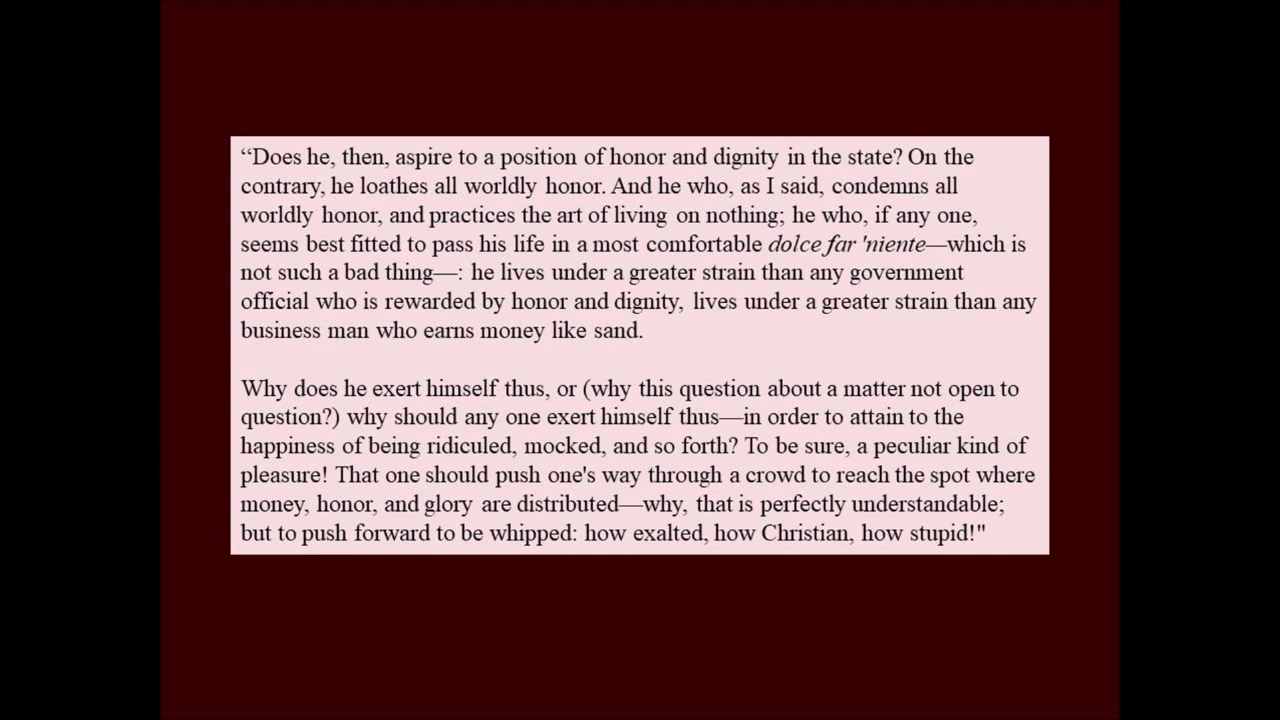 “Does he, then, aspire to a position of honor and dignity in the state? On the
contrary, he loathes all worldly honor. And he who, as I said, condemns all
worldly honor, and practices the art of living on nothing; he who, if any one,
seems best fitted to pass his life in a most comfortable dolce far 'niente—which is
not such a bad thing—: he lives under a greater strain than any government
official who is rewarded by honor and dignity, lives under a greater strain than any
business man who earns money like sand.
Why does he exert himself thus, or (why this question about a matter not open to
question?) why should any one exert himself thus—in order to attain to the
happiness of being ridiculed, mocked, and so forth? To be sure, a peculiar kind of
pleasure! That one should push one's way through a crowd to reach the spot where
money, honor, and glory are distributed—why, that is perfectly understandable;
but to push forward to be whipped: how exalted, how Christian, how stupid!"